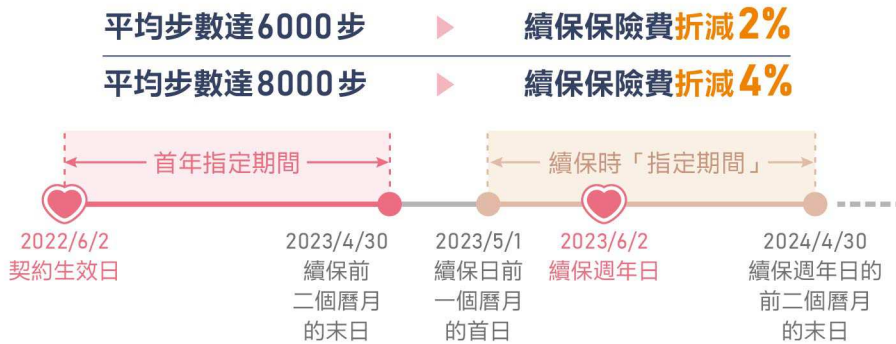 平均步數達6000步 續保保險費折減2%
平均步數達8000步 續保保險費折減4%
首年指定期間
續保時「指定期間」
2022/6/2
契約生效日
2023/4/30
續保前
二個曆月
的末日
2023/5/1
續保日前
一個曆月
的首日
2023/6/2
續保週年日
2024/4/30
續保週年日的
前二個曆月
的末日